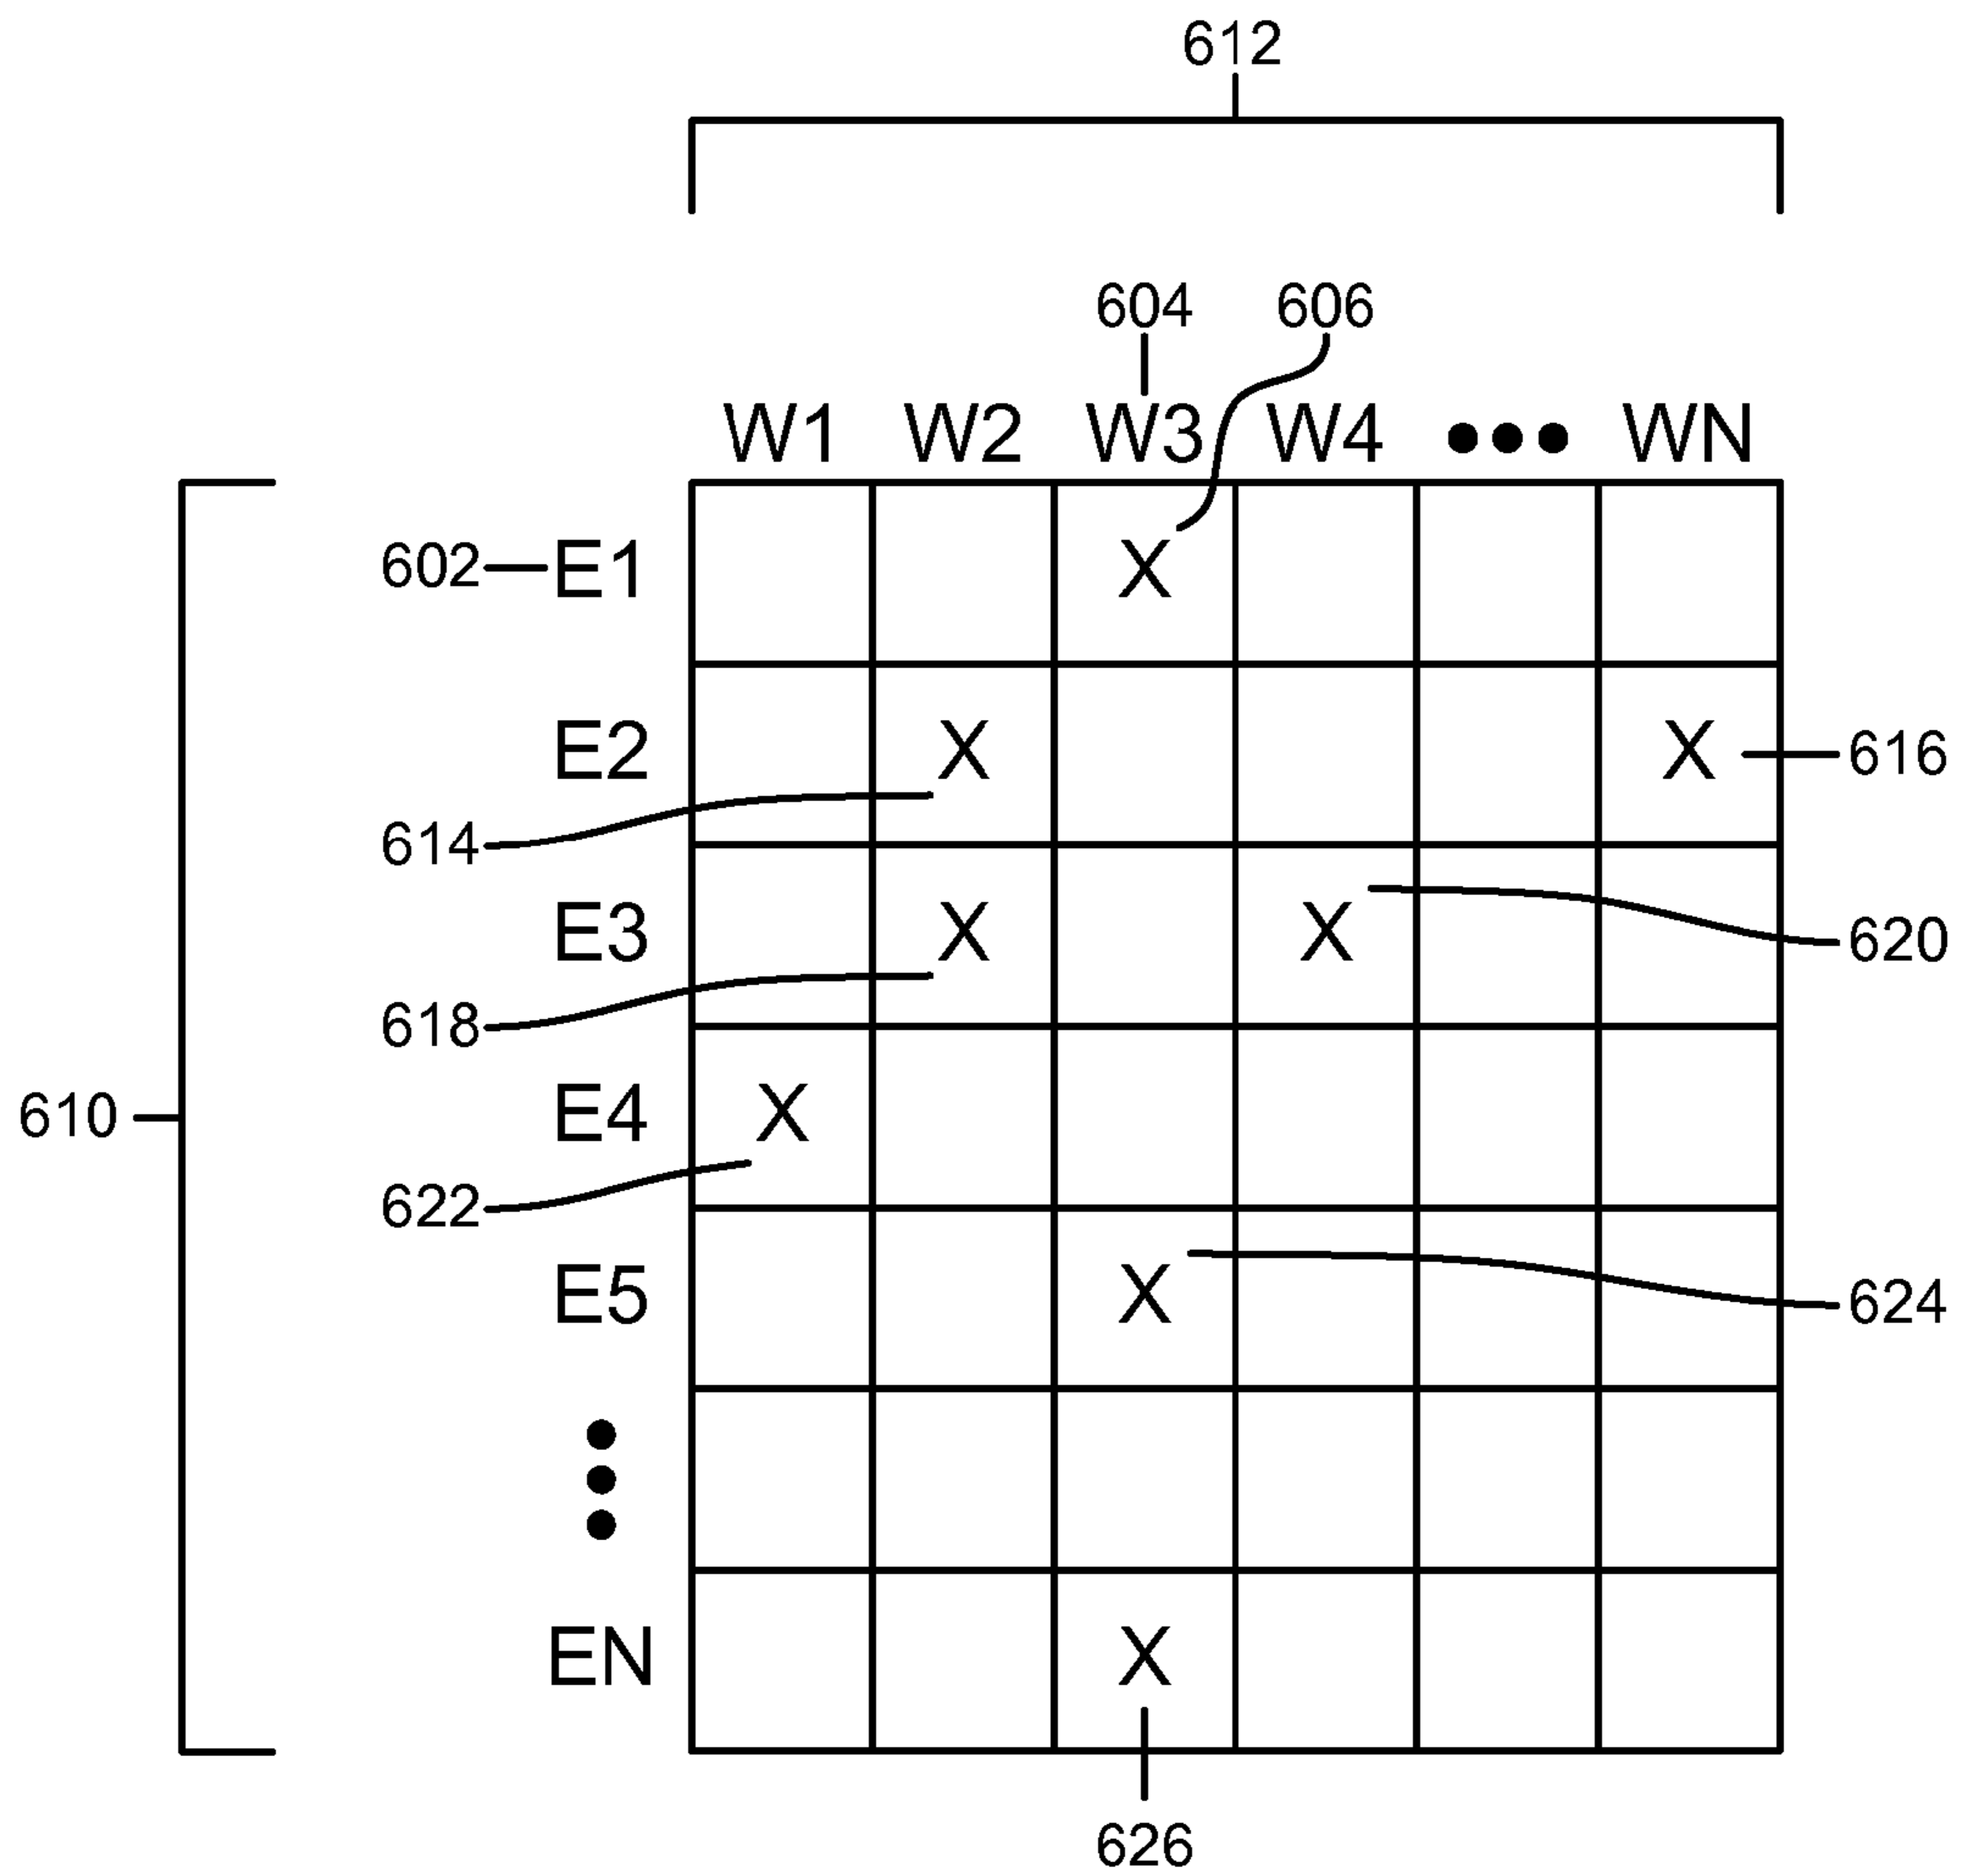 612
604 606
W1 W2 W3 W4 ●●● WN
602 E1 X
E2 X X 616
614
E3 X X 620
618
E4 X
610
622
E5 X 624
●
●
●
EN X
626